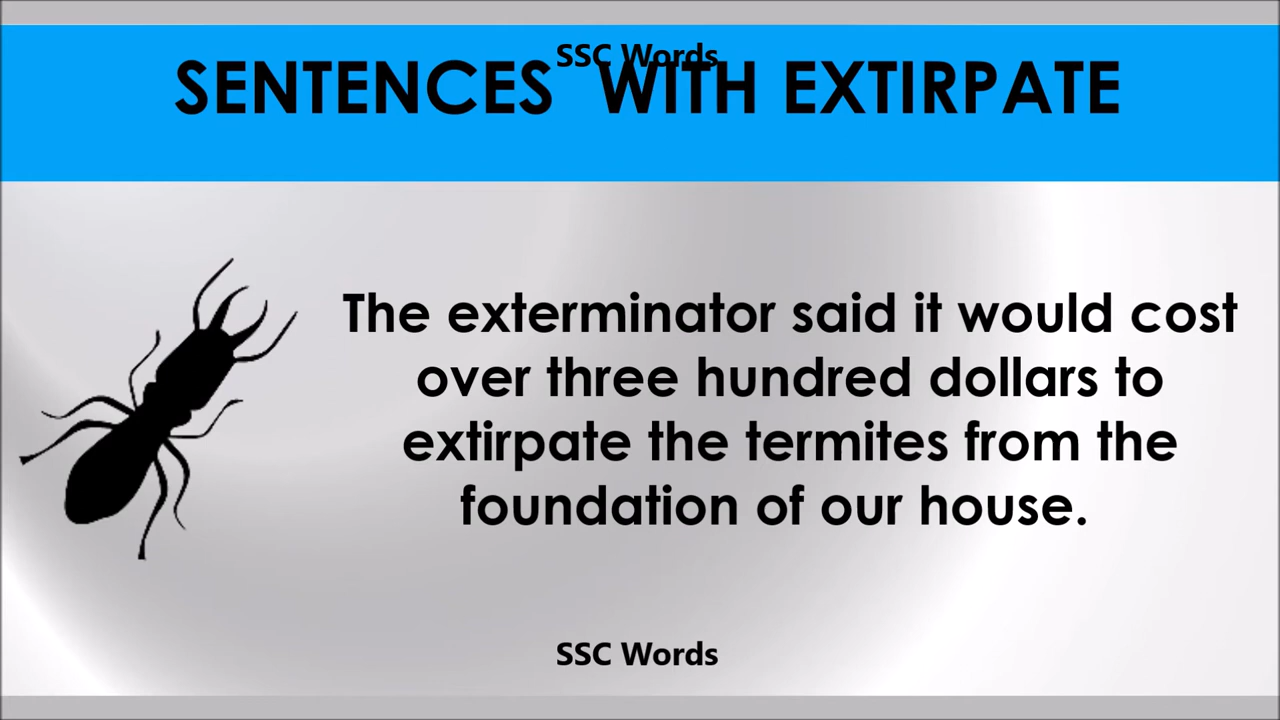 SSC Words
SENTENCES WITH EXTIRPATE
The exterminator said it would cost
over three hundred dollars to
extirpate the termites from the
foundation of our house.
SSC Words